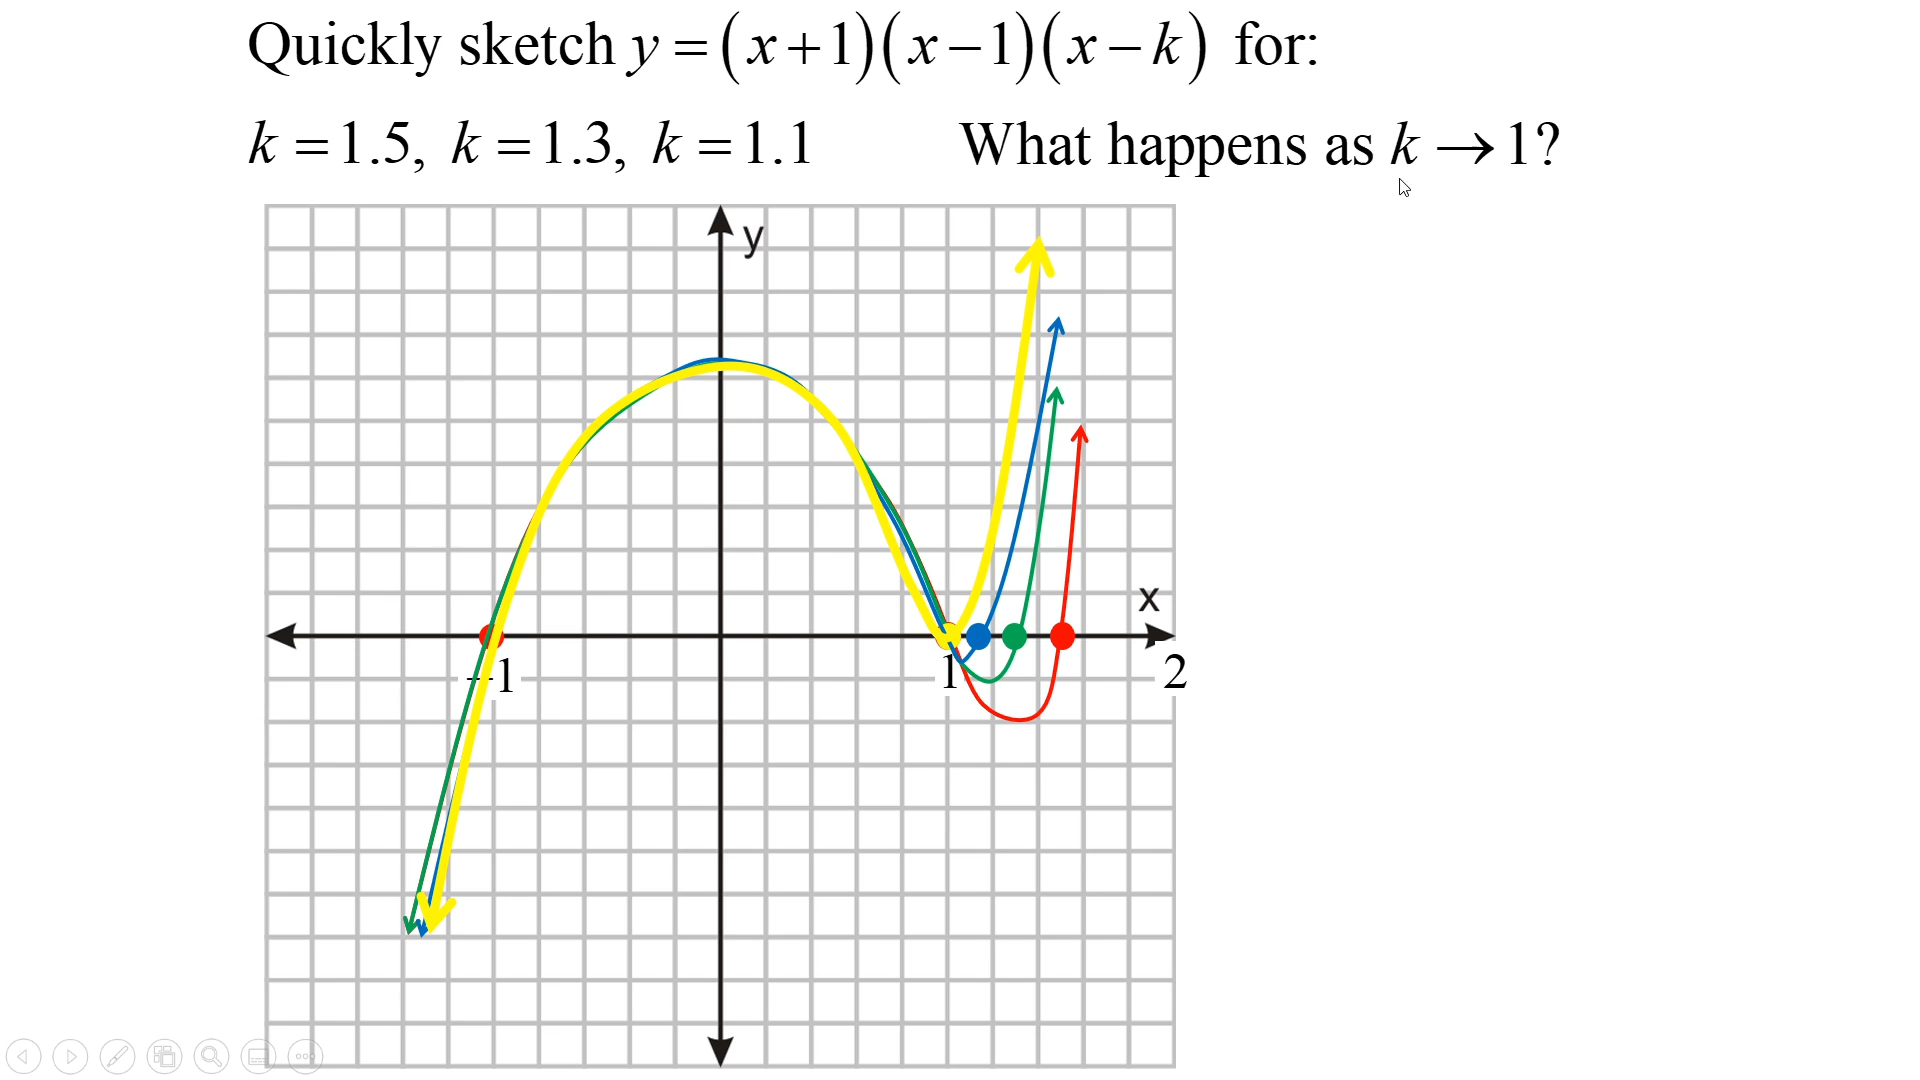 Quickly sketch y = (x+1)(x−1)(x−k) for:
k = 1.5, k = 1.3, k = 1.1 What happens as k → 1?
y
x
−1 1 2